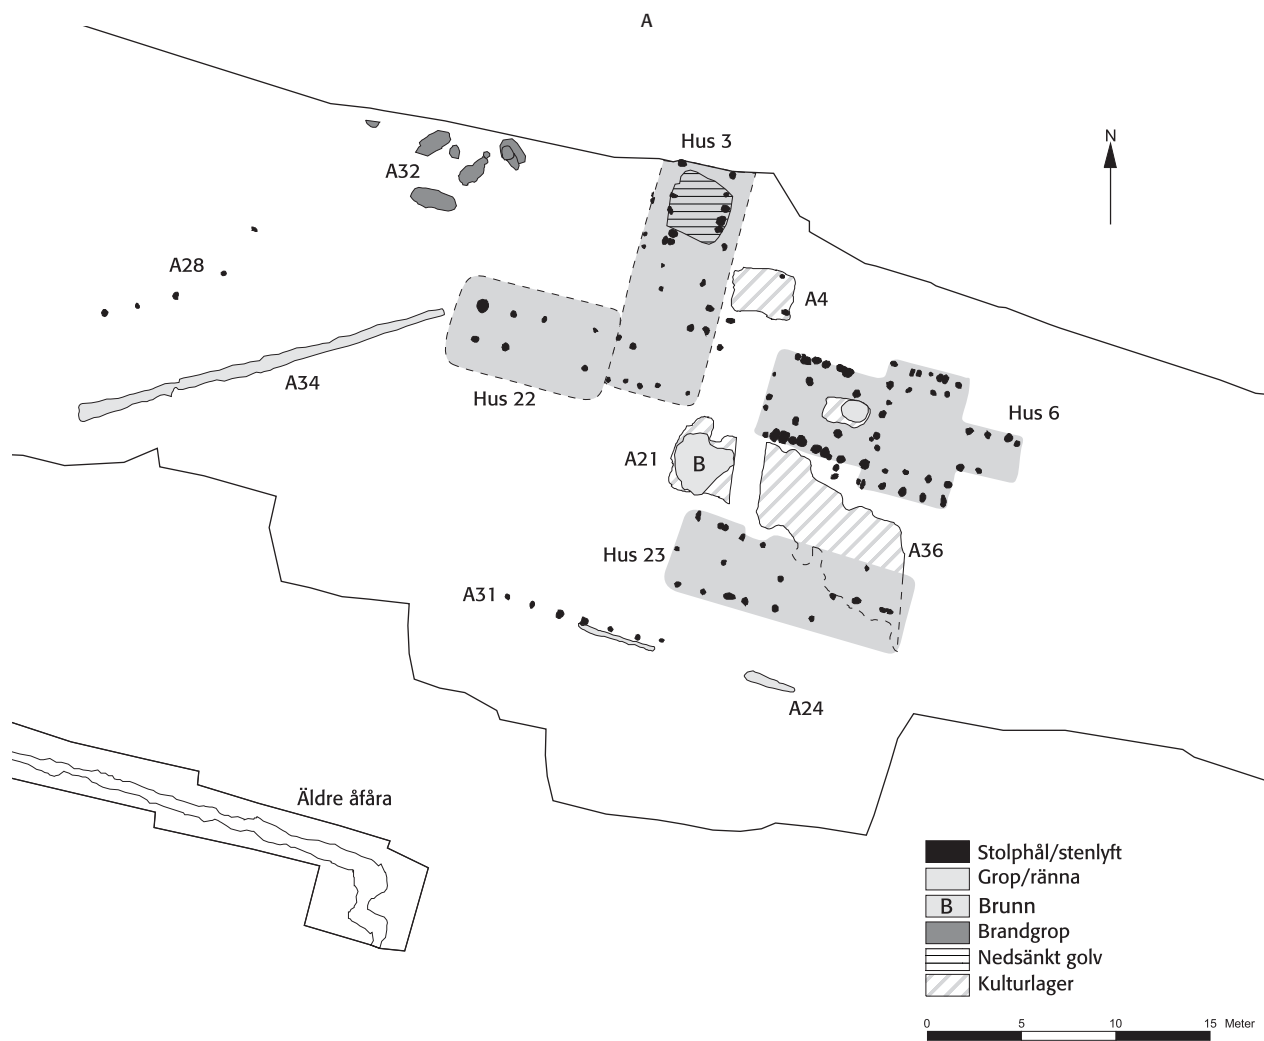 A
N
Hus 3
A32
A28
A4
A34
Hus 22
Hus 6
A21
B
Hus 23
A36
A31
A24
Äldre åfåra
Stolphål/stenlyft
Grop/ränna
B Brunn
Brandgrop
Nedsänkt golv
Kulturlager
0 5 10 15 Meter